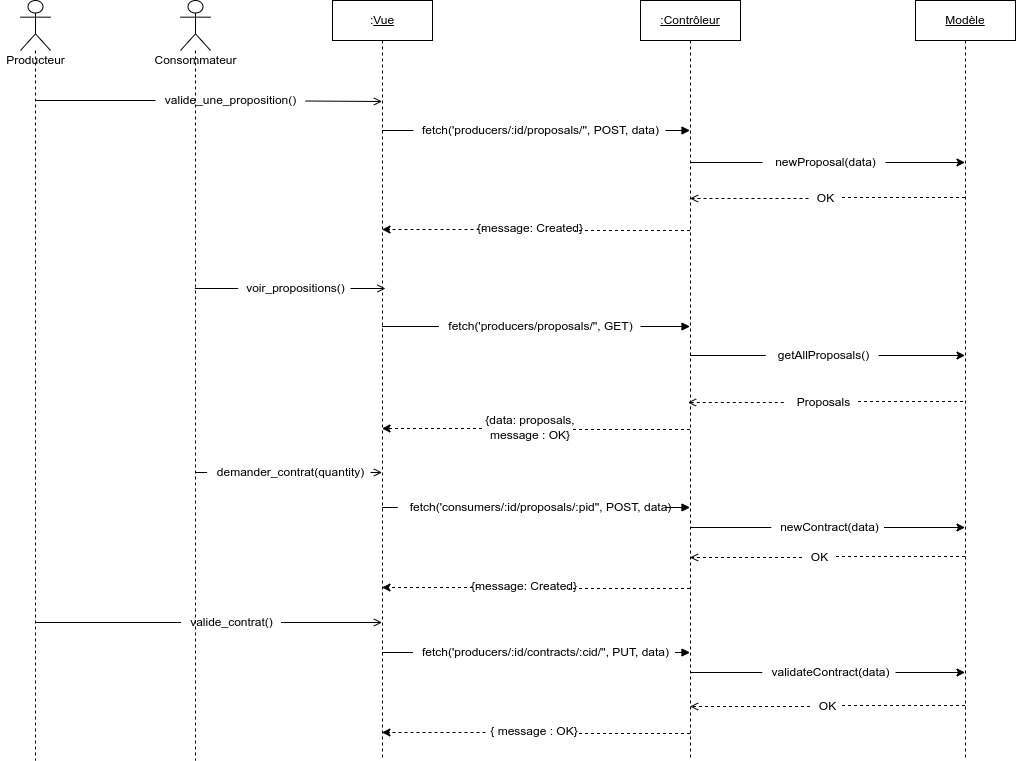 :Vue
:Contrôleur
Modèle
Producteur
Consommateur
valide_une_proposition()
fetch('producers/:id/proposals/'', POST, data)
newProposal(data)
OK
{message: Created}
voir_propositions()
fetch('producers/proposals/'', GET)
getAllProposals()
Proposals
{data: proposals,
message : OK}
demander_contrat(quantity)
fetch('consumers/:id/proposals/:pid'', POST, data)
newContract(data)
OK
{message: Created}
valide_contrat()
fetch('producers/:id/contracts/:cid/'', PUT, data)
validateContract(data)
OK
{ message : OK}